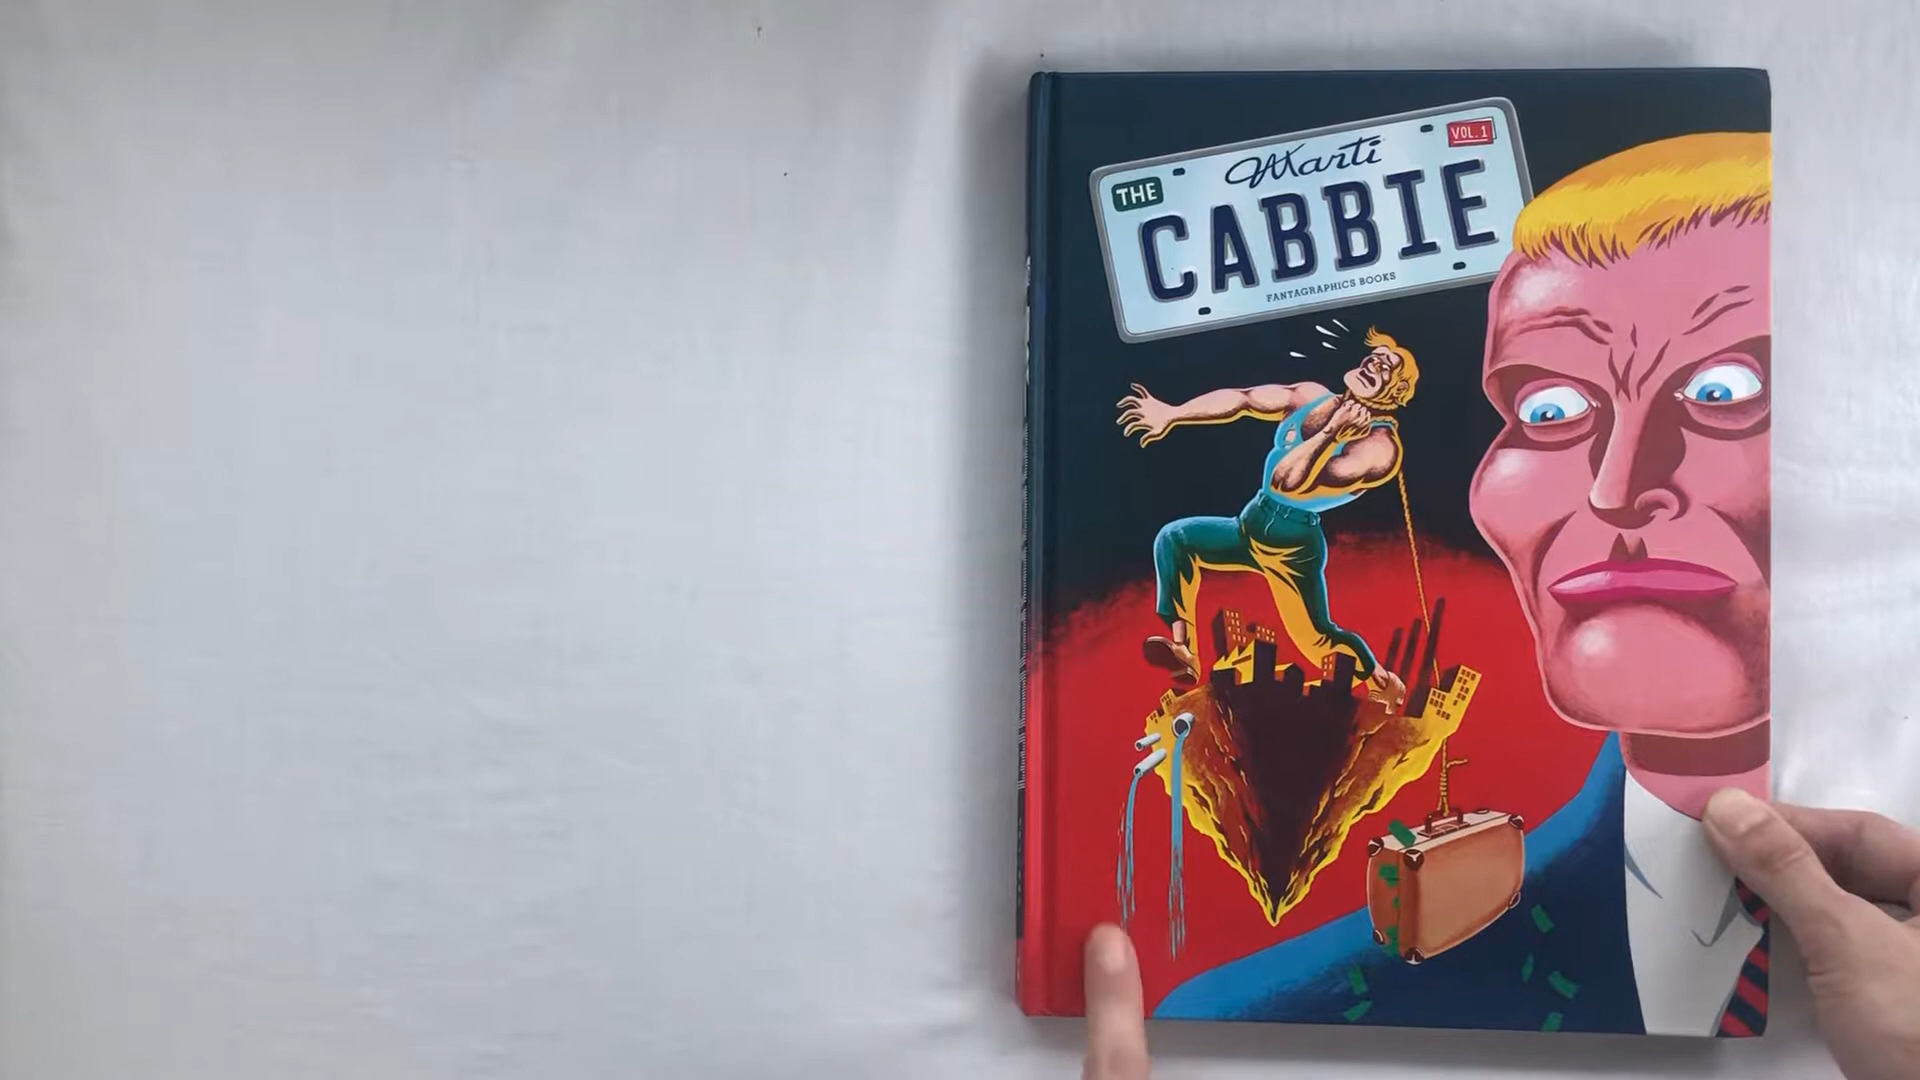 Marti
VOL. 1
THE
CABBIE
FANTAGRAPHICS BOOKS